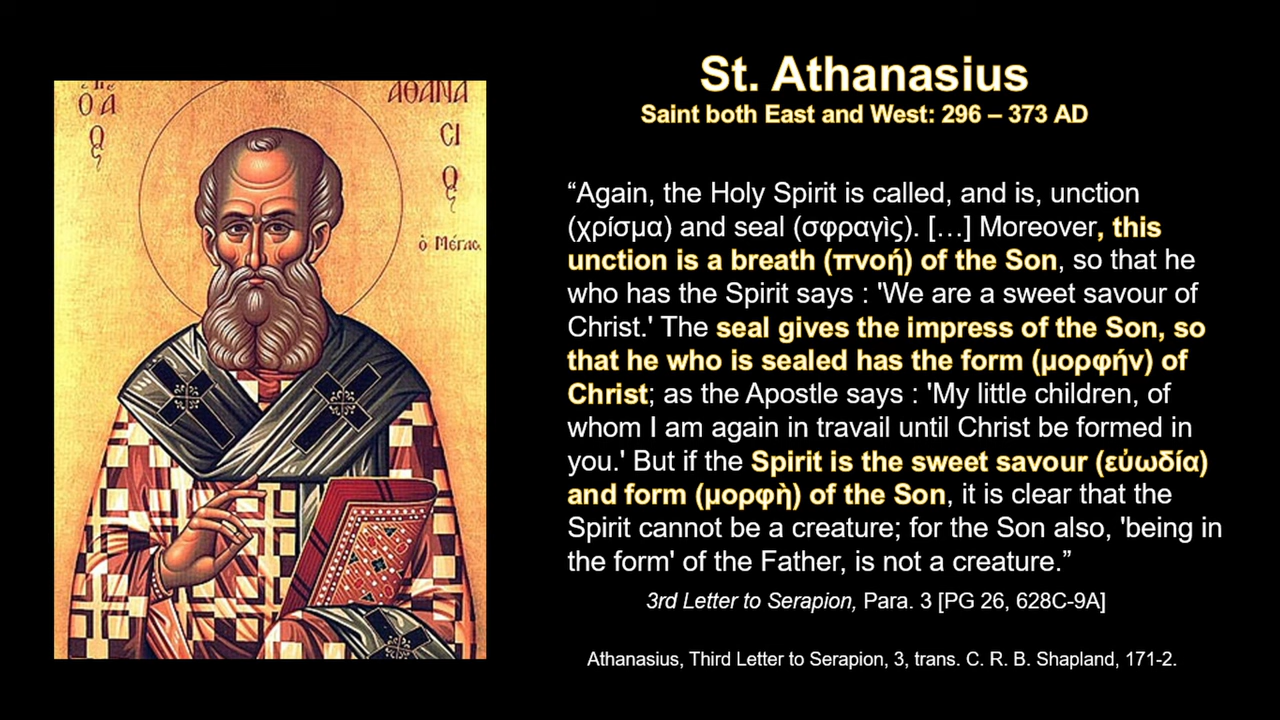 ὁ Ἁ
ΑΘΑΝΑ
CΙ
ὁ Μέγας
St. Athanasius
Saint both East and West: 296 – 373 AD
“Again, the Holy Spirit is called, and is, unction
(χρίσμα) and seal (σφραγὶς). […] Moreover, this
unction is a breath (πνοή) of the Son, so that he
who has the Spirit says : 'We are a sweet savour of
Christ.' The seal gives the impress of the Son, so
that he who is sealed has the form (μορφήν) of
Christ; as the Apostle says : 'My little children, of
whom I am again in travail until Christ be formed in
you.' But if the Spirit is the sweet savour (εὐωδία)
and form (μορφὴ) of the Son, it is clear that the
Spirit cannot be a creature; for the Son also, 'being in
the form' of the Father, is not a creature.”
3rd Letter to Serapion, Para. 3 [PG 26, 628C-9A]
Athanasius, Third Letter to Serapion, 3, trans. C. R. B. Shapland, 171-2.